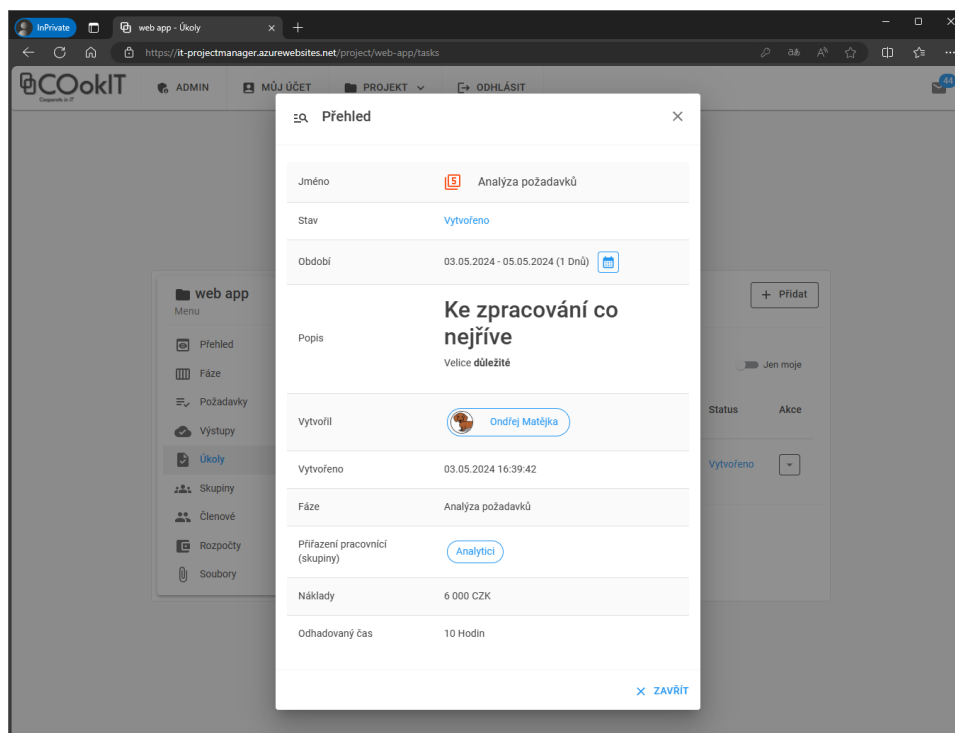 InPrivate
web app - Úkoly
https://it-projectmanager.azurewebsites.net/project/web-app/tasks
COokIT
Cooperate in IT
ADMIN
MŮJ ÚČET
PROJEKT
ODHLÁSIT
44
Přehled
Jméno
5
Analýza požadavků
Stav
Vytvořeno
Období
03.05.2024 - 05.05.2024 (1 Dnů)
Popis
Ke zpracování co
nejříve
Velice důležité
Vytvořil
Ondřej Matějka
Vytvořeno
03.05.2024 16:39:42
Fáze
Analýza požadavků
Přiřazení pracovnící
(skupiny)
Analytici
Náklady
6 000 CZK
Odhadovaný čas
10 Hodin
ZAVŘÍT
web app
Menu
Přehled
Fáze
Požadavky
Výstupy
Úkoly
Skupiny
Členové
Rozpočty
Soubory
+ Přidat
Jen moje
Status
Akce
Vytvořeno